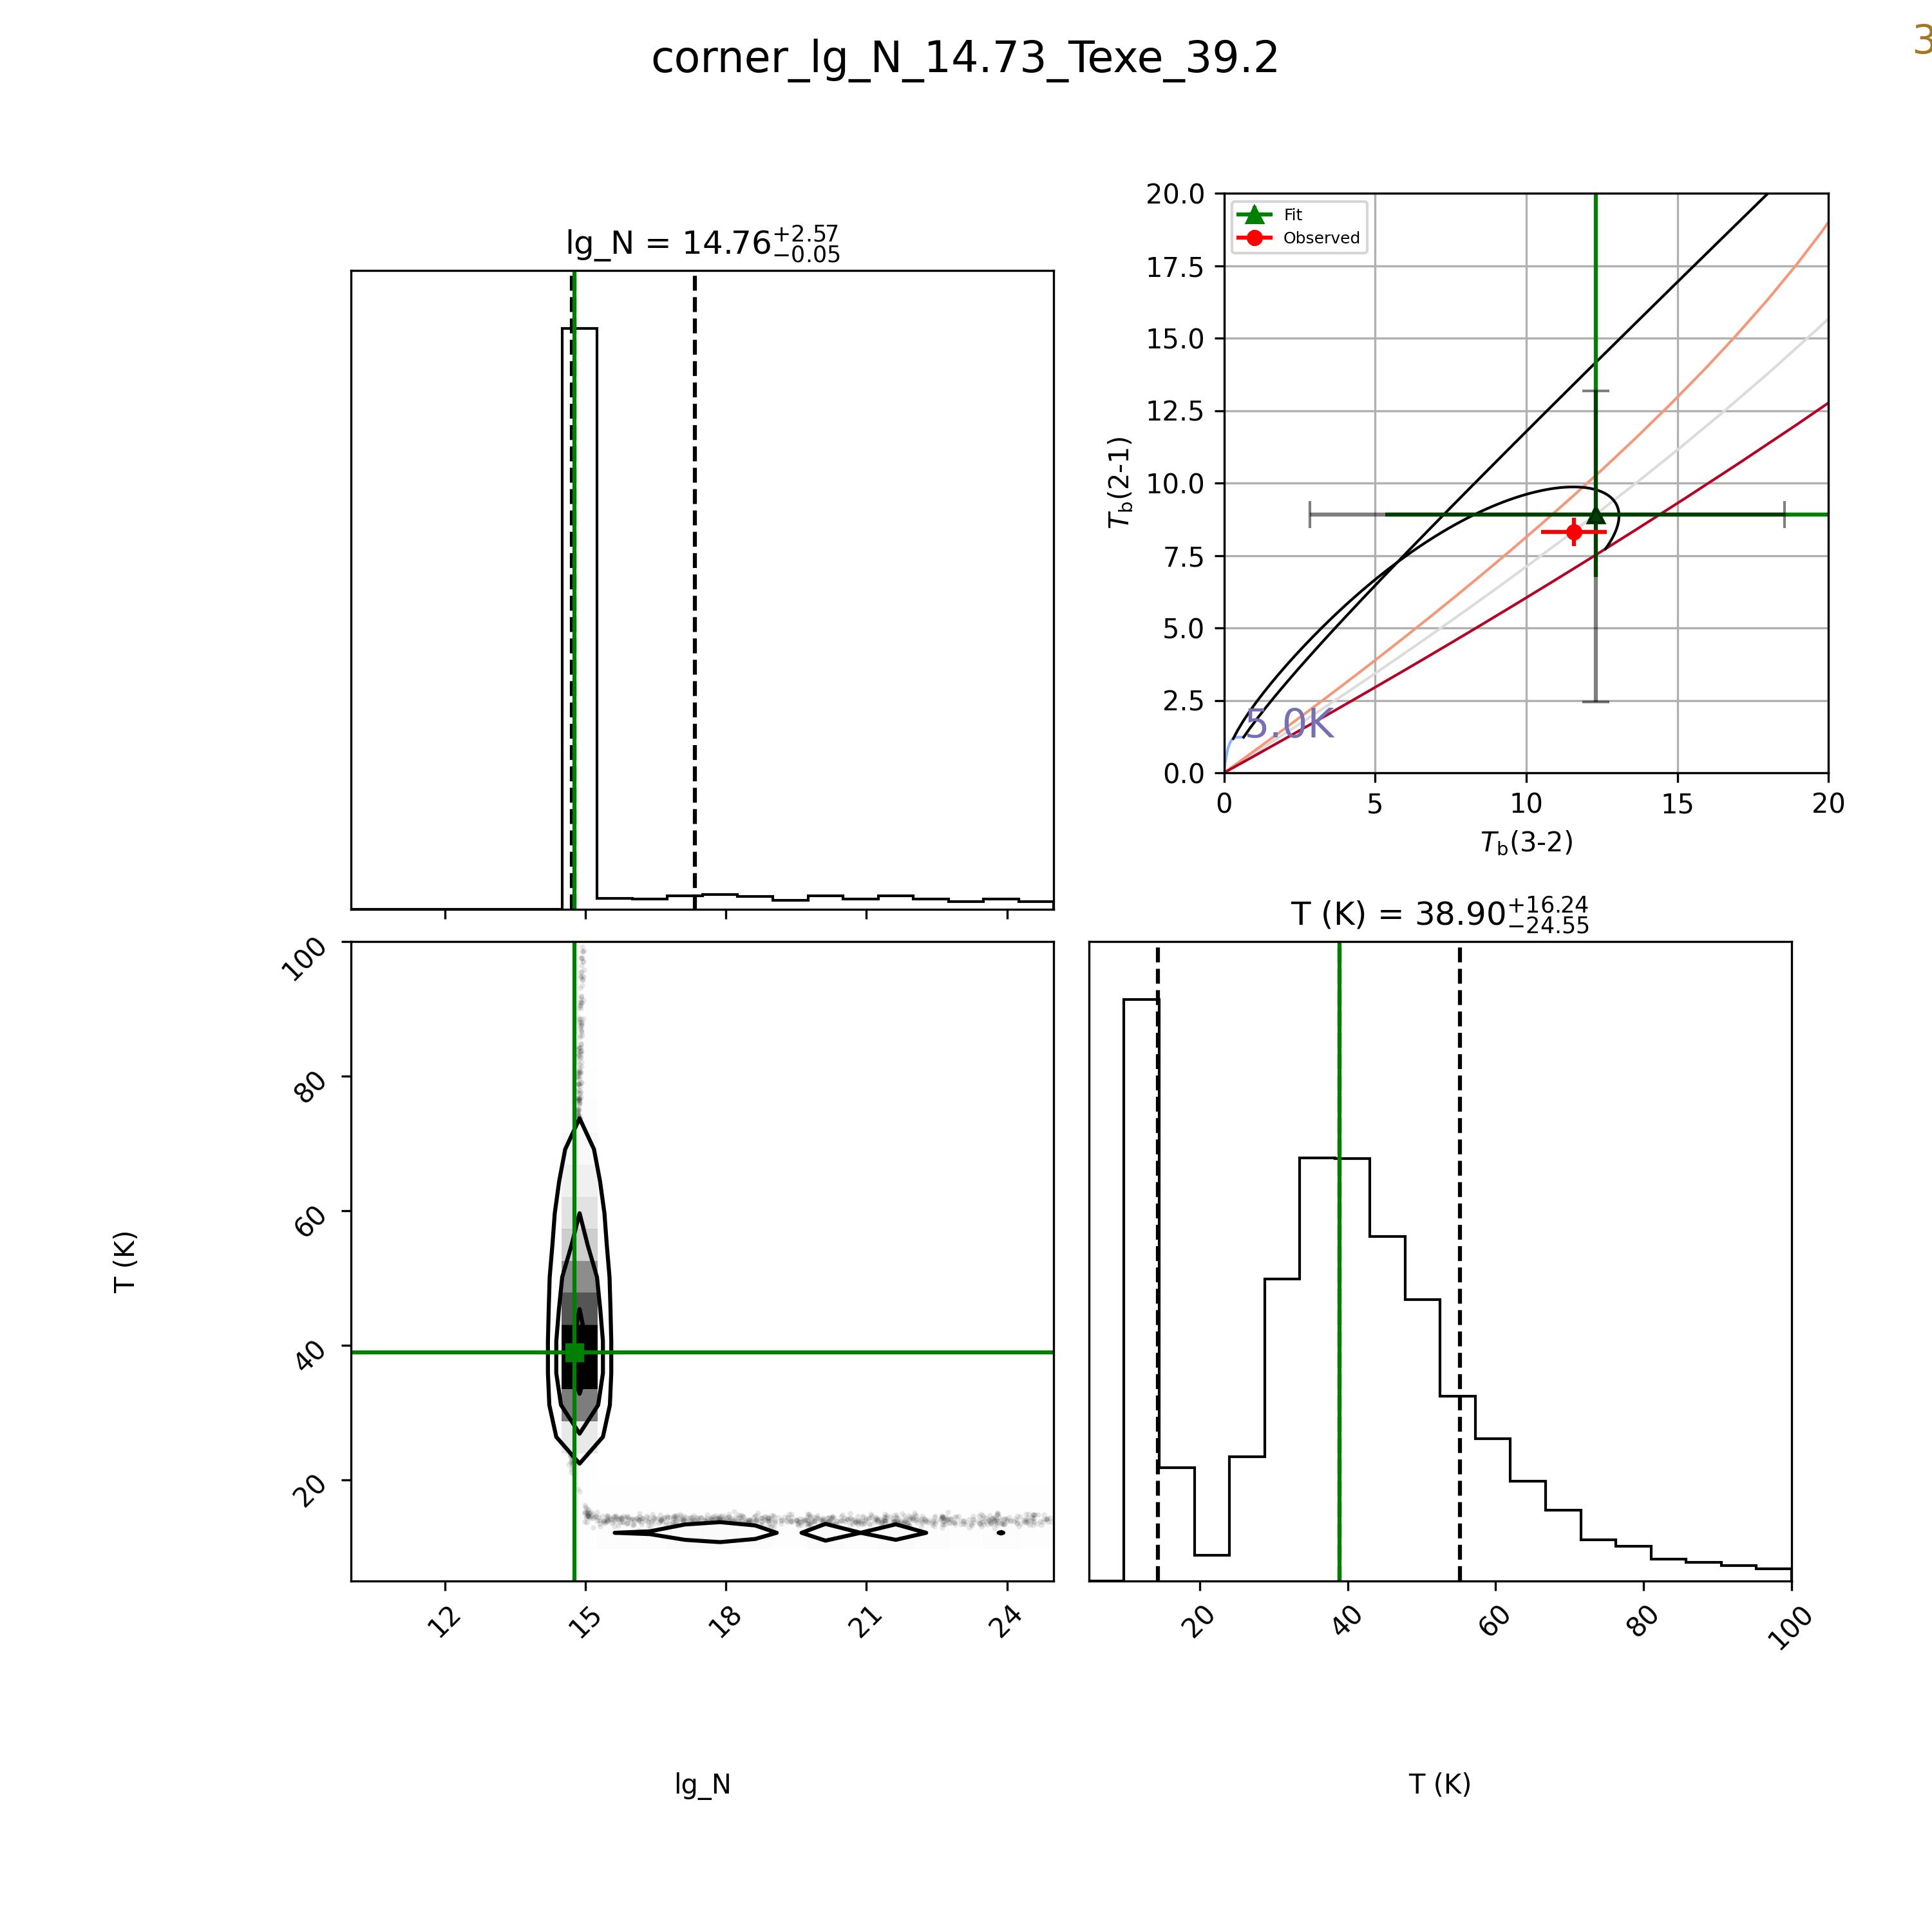 corner_lg_N_14.73_Texe_39.2
3
lg_N = 14.76+2.57−0.05
20.0
17.5
15.0
12.5
10.0
7.5
5.0
2.5
0.0
Tb(2-1)
Fit
Observed
5.0K
0 5 10 15 20
Tb(3-2)
T (K) = 38.90+16.24−24.55
100
80
60
40
20
T (K)
12 15 18 21 24
lg_N
20 40 60 80 100
T (K)